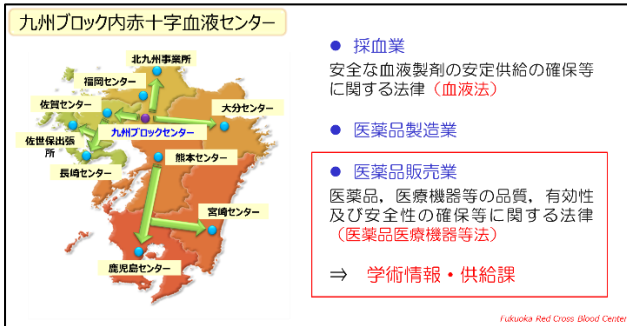 九州ブロック内赤十字血液センター
北九州事業所
福岡センター
佐賀センター
大分センター
九州ブロックセンター
佐世保出張
所
熊本センター
長崎センター
宮崎センター
鹿児島センター
● 採血業
安全な血液製剤の安定供給の確保等
に関する法律（血液法）
● 医薬品製造業
● 医薬品販売業
医薬品，医療機器等の品質，有効性
及び安全性の確保等に関する法律
（医薬品医療機器等法）
⇒ 学術情報・供給課
Fukuoka Red Cross Blood Center